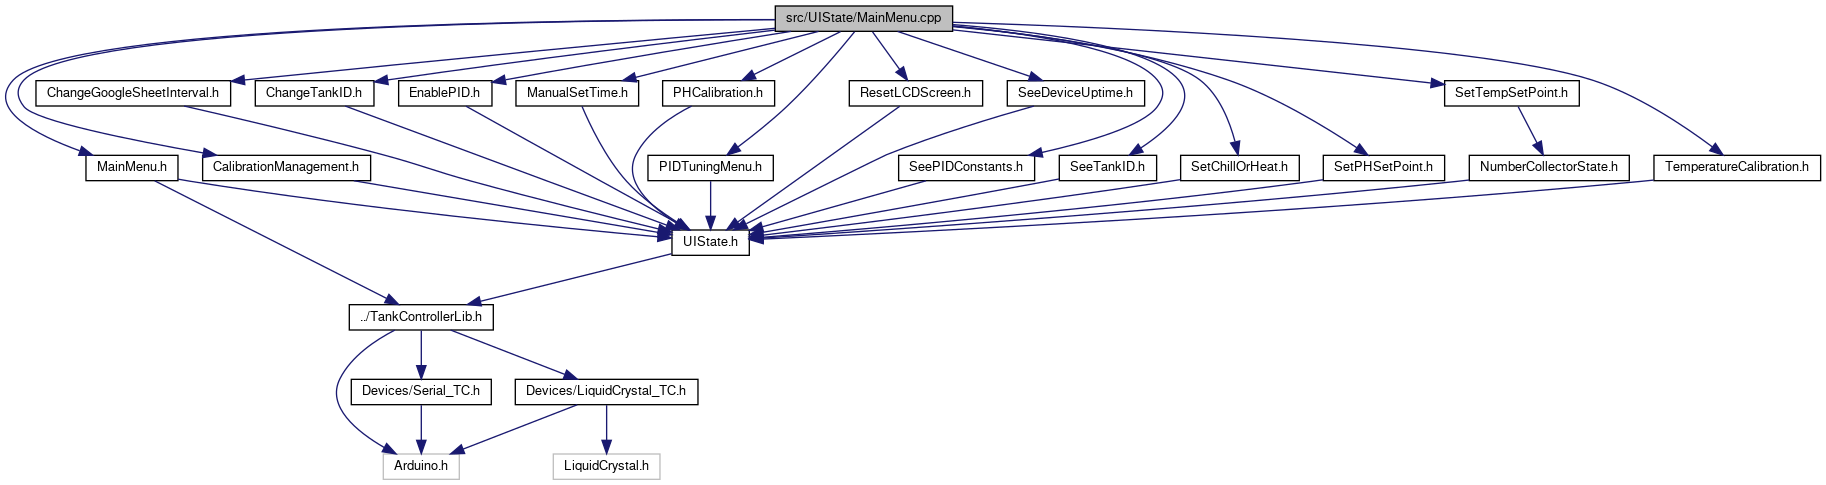 src/UIState/MainMenu.cpp
ChangeGoogleSheetInterval.h
ChangeTankID.h
EnablePID.h
ManualSetTime.h
PHCalibration.h
ResetLCDScreen.h
SeeDeviceUptime.h
SetTempSetPoint.h
MainMenu.h
CalibrationManagement.h
PIDTuningMenu.h
SeePIDConstants.h
SeeTankID.h
SetChillOrHeat.h
SetPHSetPoint.h
NumberCollectorState.h
TemperatureCalibration.h
UIState.h
../TankControllerLib.h
Devices/Serial_TC.h
Devices/LiquidCrystal_TC.h
Arduino.h
LiquidCrystal.h